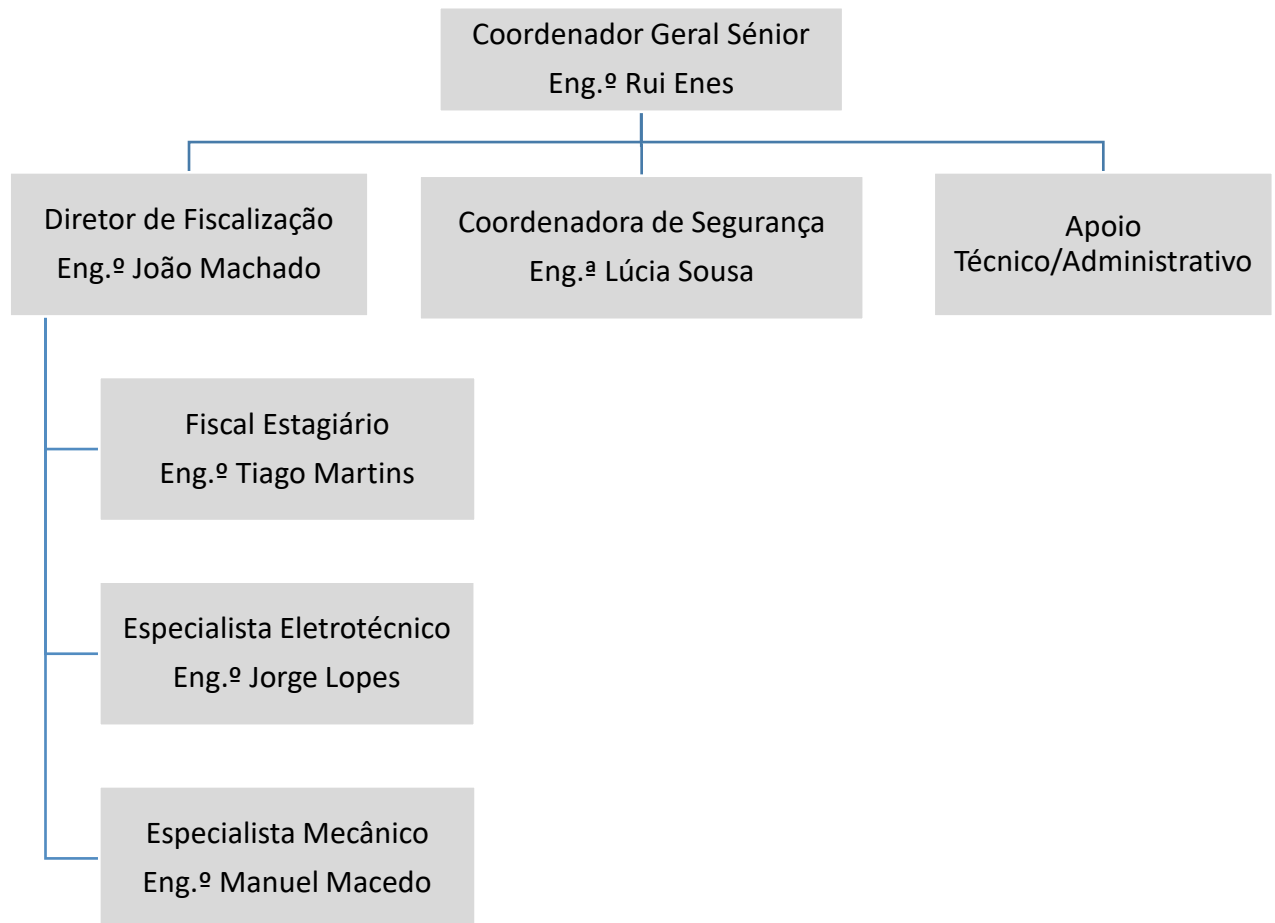 Coordenador Geral Sénior
Eng.º Rui Enes
Diretor de Fiscalização
Eng.º João Machado
Coordenadora de Segurança
Eng.ª Lúcia Sousa
Apoio
Técnico/Administrativo
Fiscal Estagiário
Eng.º Tiago Martins
Especialista Eletrotécnico
Eng.º Jorge Lopes
Especialista Mecânico
Eng.º Manuel Macedo